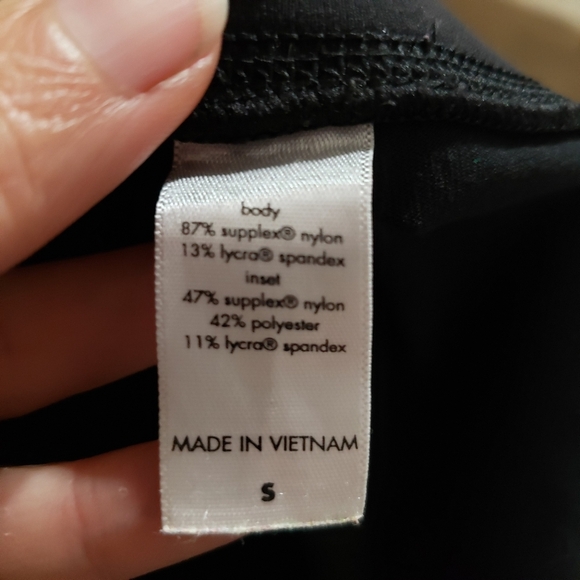 body
87% supplex® nylon
13% lycra® spandex
inset
47% supplex® nylon
42% polyester
11% lycra® spandex
MADE IN VIETNAM
S